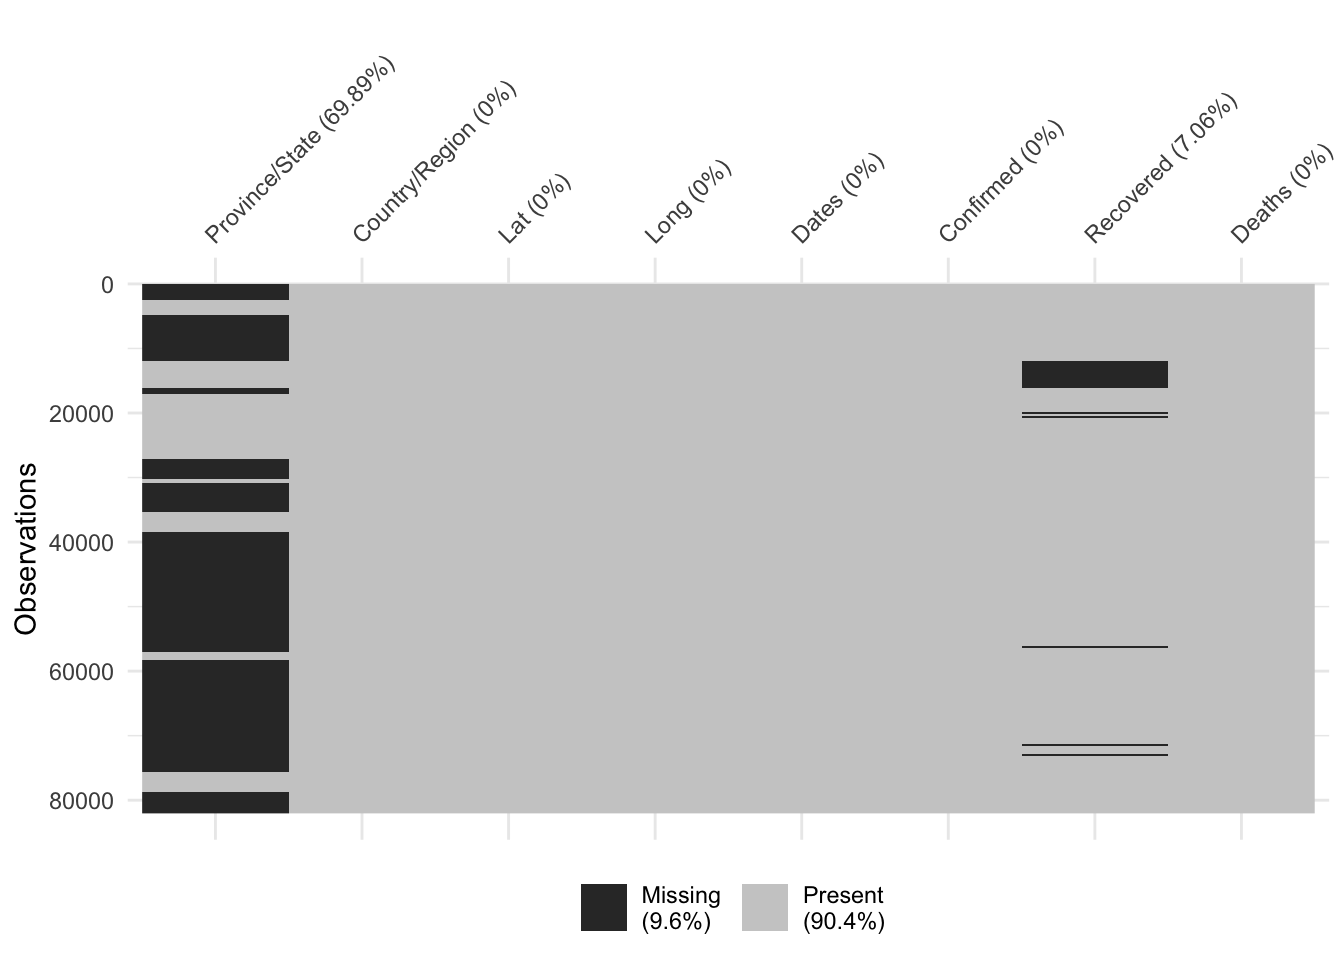 Province/State (69.89%)
Country/Region (0%)
Lat (0%)
Long (0%)
Dates (0%)
Confirmed (0%)
Recovered (7.06%)
Deaths (0%)
0
20000
40000
60000
80000
Observations
Missing
(9.6%)
Present
(90.4%)